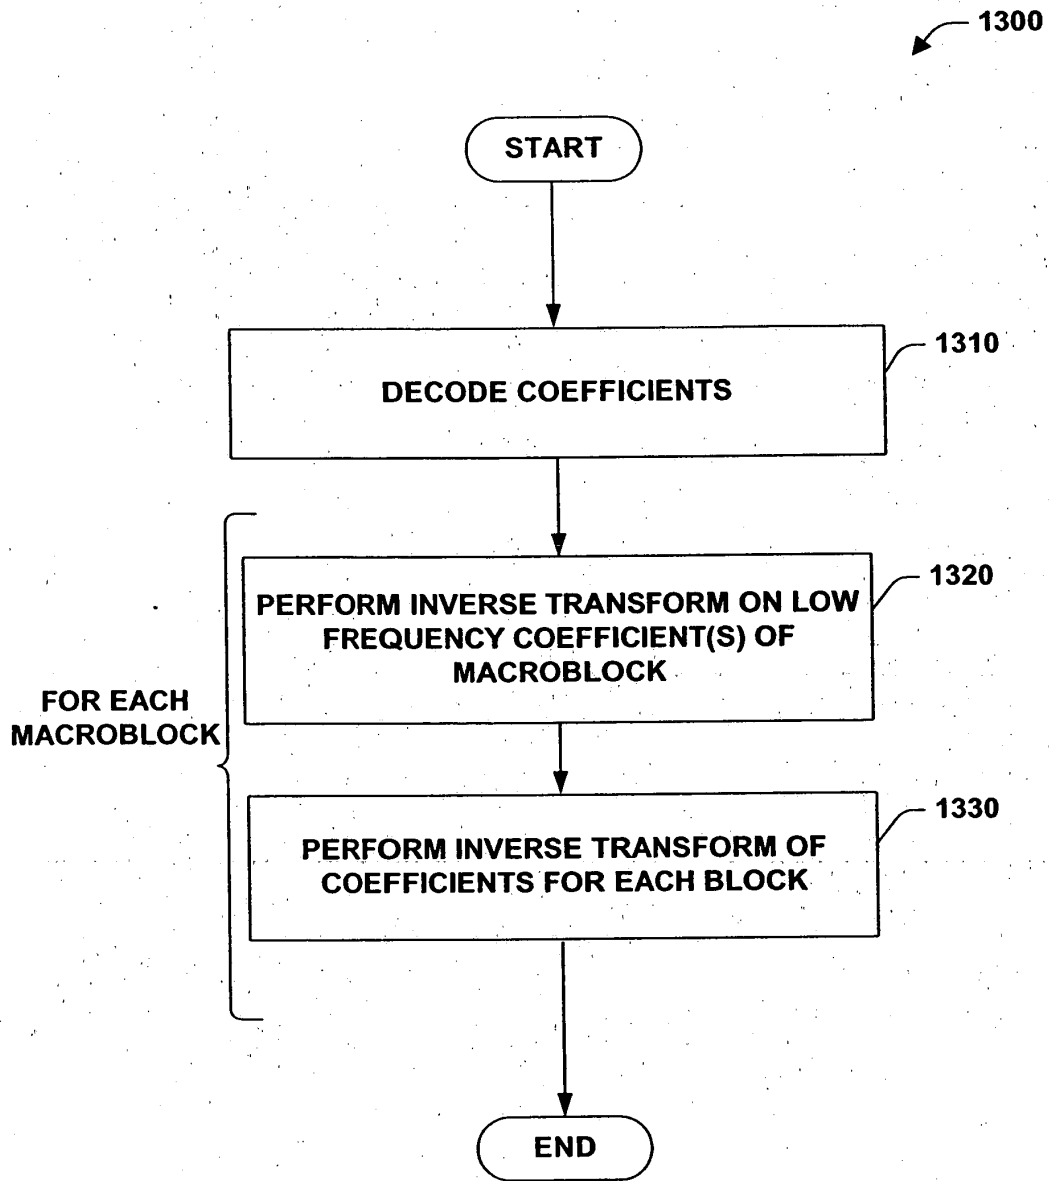 1300
START
1310
DECODE COEFFICIENTS
1320
PERFORM INVERSE TRANSFORM ON LOW
FREQUENCY COEFFICIENT(S) OF
MACROBLOCK
FOR EACH
MACROBLOCK
1330
PERFORM INVERSE TRANSFORM OF
COEFFICIENTS FOR EACH BLOCK
END